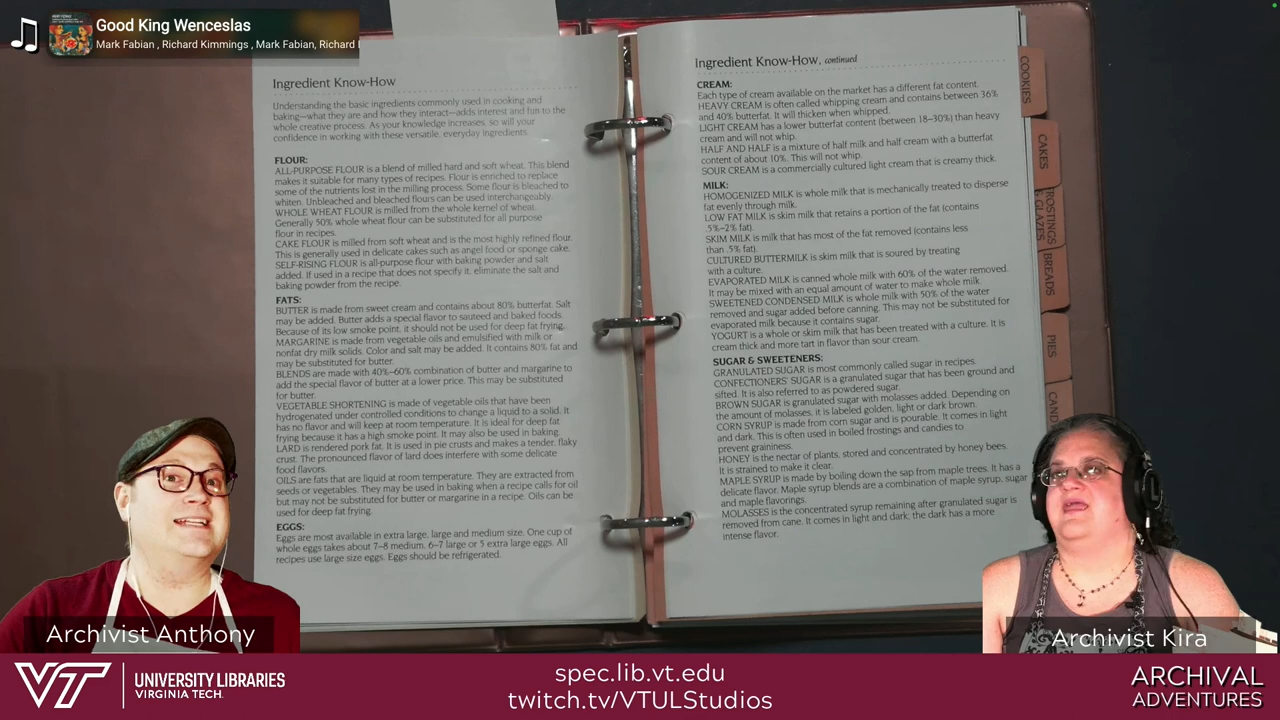 Good King Wenceslas
Mark Fabian , Richard Kimmings , Mark Fabian, Richard
Ingredient Know-How
Understanding the basic ingredients commonly used in cooking and
baking—what they are and how they interact—adds interest and fun to the
whole creative process. As your knowledge increases, so will your
confidence in working with these versatile, everyday ingredients.
FLOUR:
ALL-PURPOSE FLOUR is a blend of milled hard and soft wheat. This blend
makes it suitable for many types of recipes. Flour is enriched to replace
some of the nutrients lost in the milling process. Some flour is bleached to
whiten. Unbleached and bleached flours can be used interchangeably.
WHOLE WHEAT FLOUR is milled from the whole kernel of wheat.
Generally 50% whole wheat flour can be substituted for all purpose
flour in recipes.
CAKE FLOUR is milled from soft wheat and is the most highly refined flour.
This is generally used in delicate cakes such as angel food or sponge cake.
SELF-RISING FLOUR is all-purpose flour with baking powder and salt
added. If used in a recipe that does not specify it, eliminate the salt and
baking powder from the recipe.
FATS:
BUTTER is made from sweet cream and contains about 80% butterfat. Salt
may be added. Butter adds a special flavor to sauteed and baked foods.
Because of its low smoke point, it should not be used for deep fat frying.
MARGARINE is made from vegetable oils and emulsified with milk or
nonfat dry milk solids. Color and salt may be added. It contains 80% fat and
may be substituted for butter.
BLENDS are made with 40%–60% combination of butter and margarine to
add the special flavor of butter at a lower price. This may be substituted
for butter.
VEGETABLE SHORTENING is made of vegetable oils that have been
hydrogenated under controlled conditions to change a liquid to a solid. It
has no flavor and will keep at room temperature. It is ideal for deep fat
frying because it has a high smoke point. It may also be used in baking.
LARD is rendered pork fat. It is used in pie crusts and makes a tender, flaky
crust. The pronounced flavor of lard does interfere with some delicate
food flavors.
OILS are fats that are liquid at room temperature. They are extracted from
seeds or vegetables. They may be used in baking when a recipe calls for oil
but may not be substituted for butter or margarine in a recipe. Oils can be
used for deep fat frying.
EGGS:
Eggs are most available in extra large, large and medium size. One cup of
whole eggs takes about 7–8 medium, 6–7 large or 5 extra large eggs. All
recipes use large size eggs. Eggs should be refrigerated.
Ingredient Know-How, continued
CREAM:
Each type of cream available on the market has a different fat content.
HEAVY CREAM is often called whipping cream and contains between 36%
and 40% butterfat. It will thicken when whipped.
LIGHT CREAM has a lower butterfat content (between 18–30%) than heavy
cream and will not whip.
HALF AND HALF is a mixture of half milk and half cream with a butterfat
content of about 10%. This will not whip.
SOUR CREAM is a commercially cultured light cream that is creamy thick.
MILK:
HOMOGENIZED MILK is whole milk that is mechanically treated to disperse
fat evenly through milk.
LOW FAT MILK is skim milk that retains a portion of the fat (contains
.5%–2% fat).
SKIM MILK is milk that has most of the fat removed (contains less
than .5% fat).
CULTURED BUTTERMILK is skim milk that is soured by treating
with a culture.
EVAPORATED MILK is canned whole milk with 60% of the water removed.
It may be mixed with an equal amount of water to make whole milk.
SWEETENED CONDENSED MILK is whole milk with 50% of the water
removed and sugar added before canning. This may not be substituted for
evaporated milk because it contains sugar.
YOGURT is a whole or skim milk that has been treated with a culture. It is
cream thick and more tart in flavor than sour cream.
SUGAR & SWEETENERS:
GRANULATED SUGAR is most commonly called sugar in recipes.
CONFECTIONERS' SUGAR is a granulated sugar that has been ground and
sifted. It is also referred to as powdered sugar.
BROWN SUGAR is granulated sugar with molasses added. Depending on
the amount of molasses, it is labeled golden, light or dark brown.
CORN SYRUP is made from corn sugar and is pourable. It comes in light
and dark. This is often used in boiled frostings and candies to
prevent graininess.
HONEY is the nectar of plants, stored and concentrated by honey bees.
It is strained to make it clear.
MAPLE SYRUP is made by boiling down the sap from maple trees. It has a
delicate flavor. Maple syrup blends are a combination of maple syrup, sugar
and maple flavorings.
MOLASSES is the concentrated syrup remaining after granulated sugar is
removed from cane. It comes in light and dark; the dark has a more
intense flavor.
COOKIES
CAKES
ROSTINGS
& GLAZES
BREADS
PIES
CAND
Archivist Anthony
Archivist Kira
VT
UNIVERSITY LIBRARIES
VIRGINIA TECH
spec.lib.vt.edu
twitch.tv/VTULStudios
ARCHIVAL
ADVENTURES